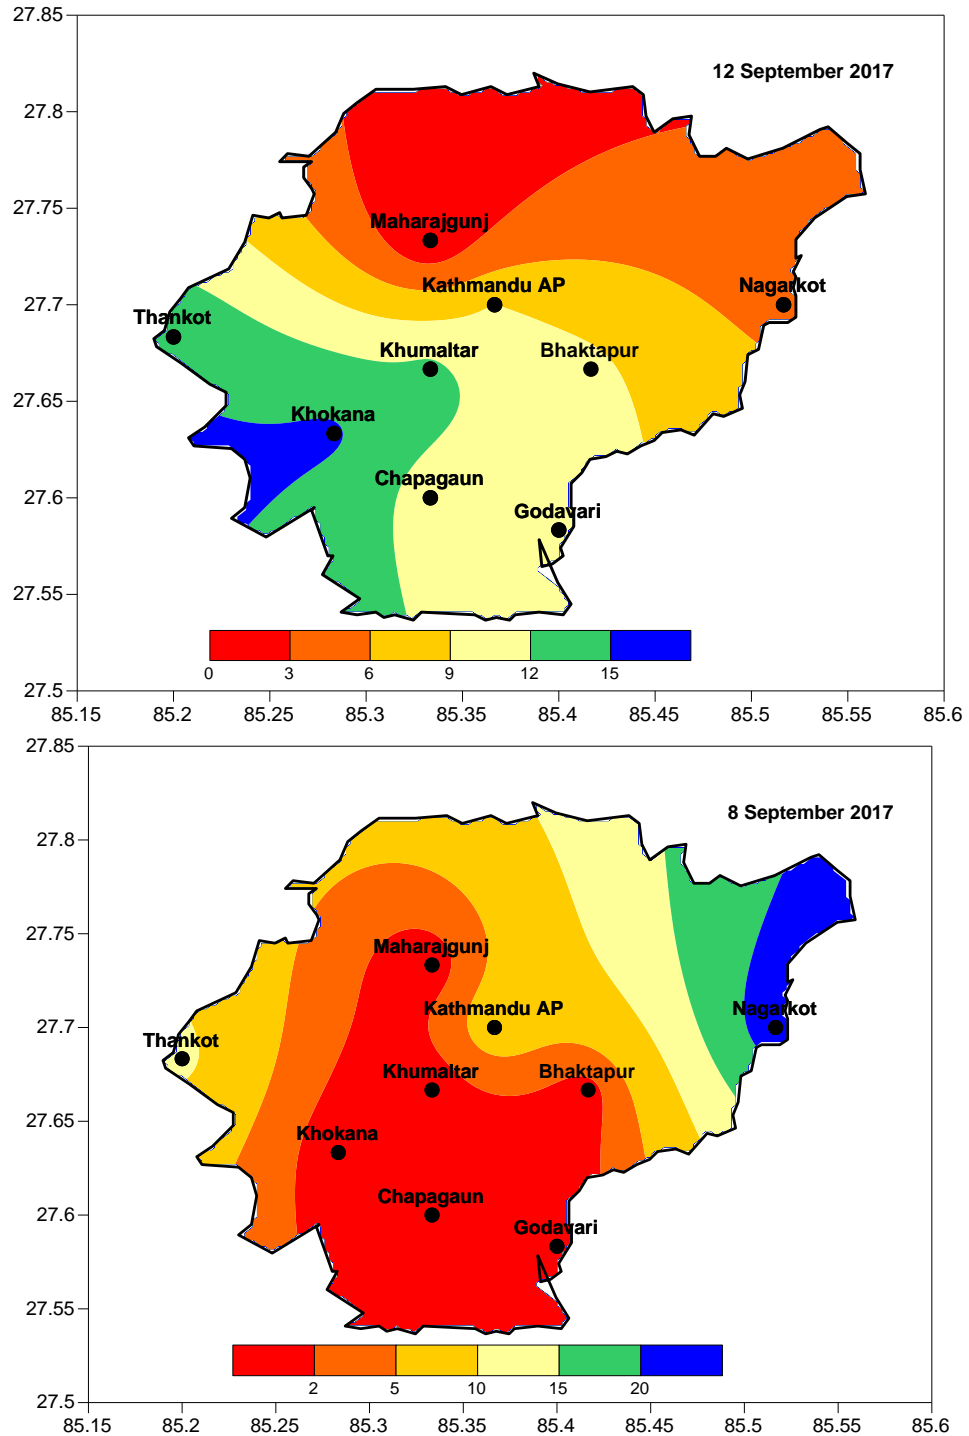 27.85
12 September 2017
27.8
27.75
Maharajgunj
Kathmandu AP
Nagarkot
27.7
Thankot
Khumaltar
Bhaktapur
27.65
Khokana
Chapagaun
27.6
Godavari
27.55
0 3 6 9 12 15
27.5
85.15 85.2 85.25 85.3 85.35 85.4 85.45 85.5 85.55 85.6
27.85
8 September 2017
27.8
27.75
Maharajgunj
Kathmandu AP
Nagarkot
27.7
Thankot
Khumaltar
Bhaktapur
27.65
Khokana
Chapagaun
27.6
Godavari
27.55
2 5 10 15 20
27.5
85.15 85.2 85.25 85.3 85.35 85.4 85.45 85.5 85.55 85.6